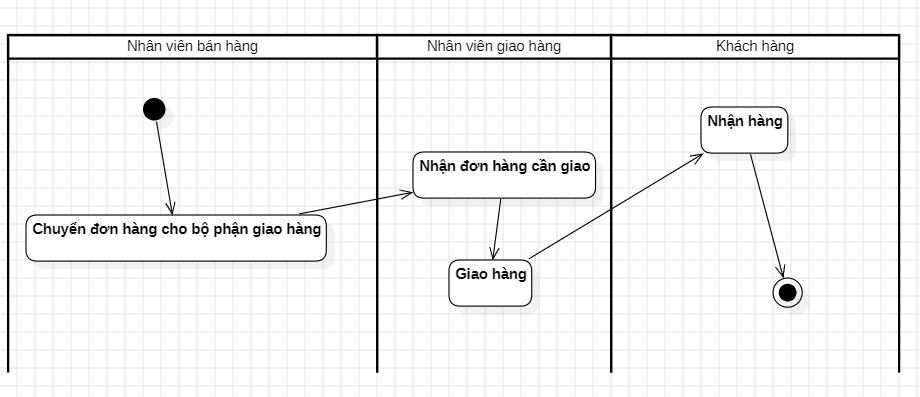 Nhân viên bán hàng
Nhân viên giao hàng
Khách hàng
Nhận hàng
Nhận đơn hàng cần giao
Chuyển đơn hàng cho bộ phận giao hàng
Giao hàng